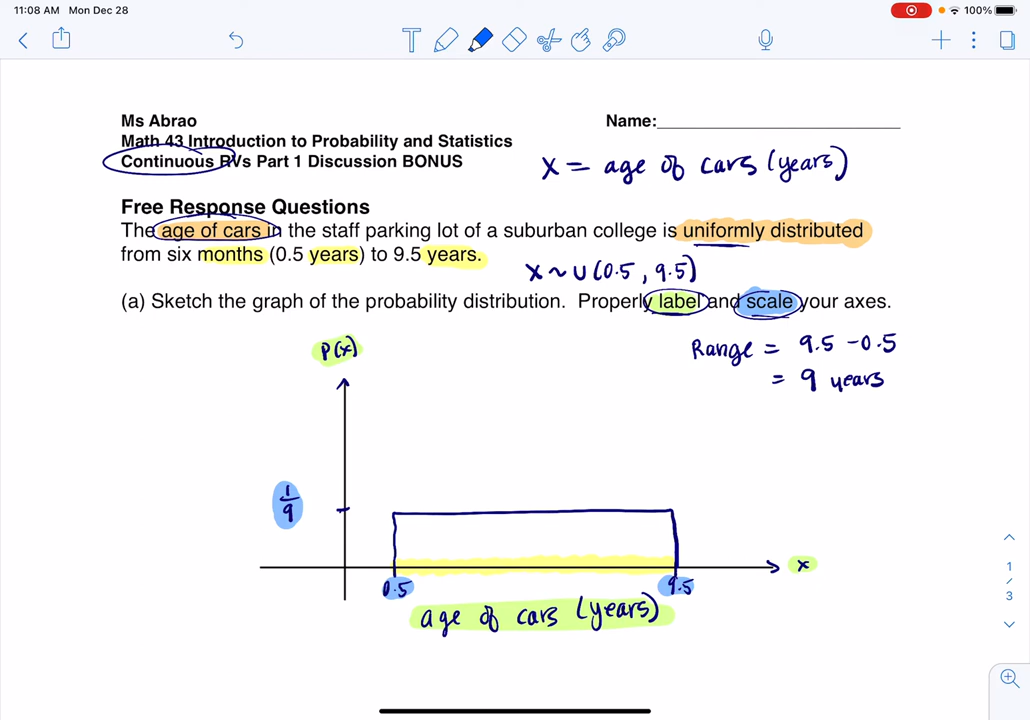 11:08 AM Mon Dec 28
100%
T
Ms Abrao
Name:
Math 43 Introduction to Probability and Statistics
Continuous RVs Part 1 Discussion BONUS
X = age of cars (years)
Free Response Questions
The age of cars in the staff parking lot of a suburban college is uniformly distributed
from six months (0.5 years) to 9.5 years.
X ~ U(0.5, 9.5)
(a) Sketch the graph of the probability distribution. Properly label and scale your axes.
Range = 9.5 - 0.5
= 9 years
P(x)
1/9
x
0.5
9.5
age of cars (years)
1
/
3